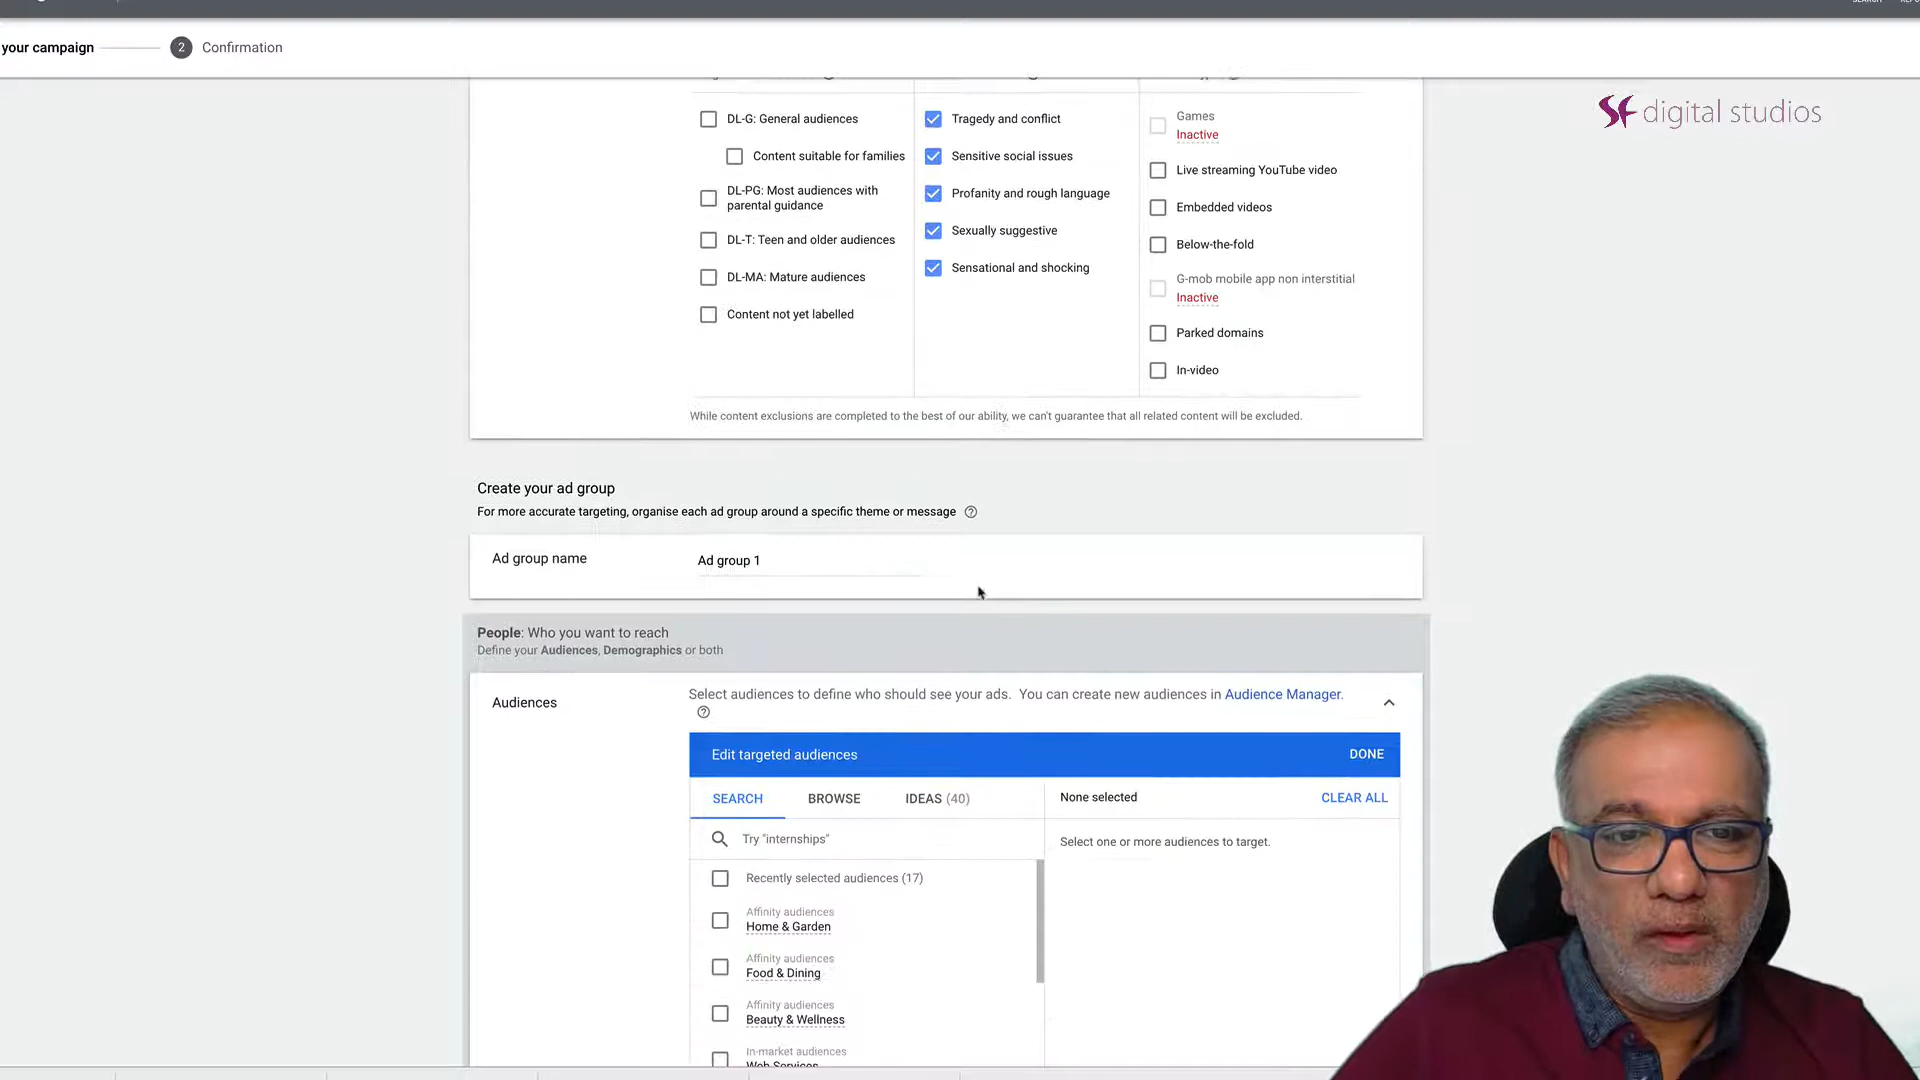 your campaign
2
Confirmation
SF digital studios
DL-G: General audiences
Content suitable for families
DL-PG: Most audiences with
parental guidance
DL-T: Teen and older audiences
DL-MA: Mature audiences
Content not yet labelled
Tragedy and conflict
Sensitive social issues
Profanity and rough language
Sexually suggestive
Sensational and shocking
Games
Inactive
Live streaming YouTube video
Embedded videos
Below-the-fold
G-mob mobile app non interstitial
Inactive
Parked domains
In-video
While content exclusions are completed to the best of our ability, we can't guarantee that all related content will be excluded.
Create your ad group
For more accurate targeting, organise each ad group around a specific theme or message
Ad group name
Ad group 1
People: Who you want to reach
Define your Audiences, Demographics or both
Audiences
Select audiences to define who should see your ads. You can create new audiences in Audience Manager.
Edit targeted audiences
DONE
SEARCH
BROWSE
IDEAS (40)
None selected
CLEAR ALL
Try "internships"
Select one or more audiences to target.
Recently selected audiences (17)
Affinity audiences
Home & Garden
Affinity audiences
Food & Dining
Affinity audiences
Beauty & Wellness
In-market audiences
Web Services